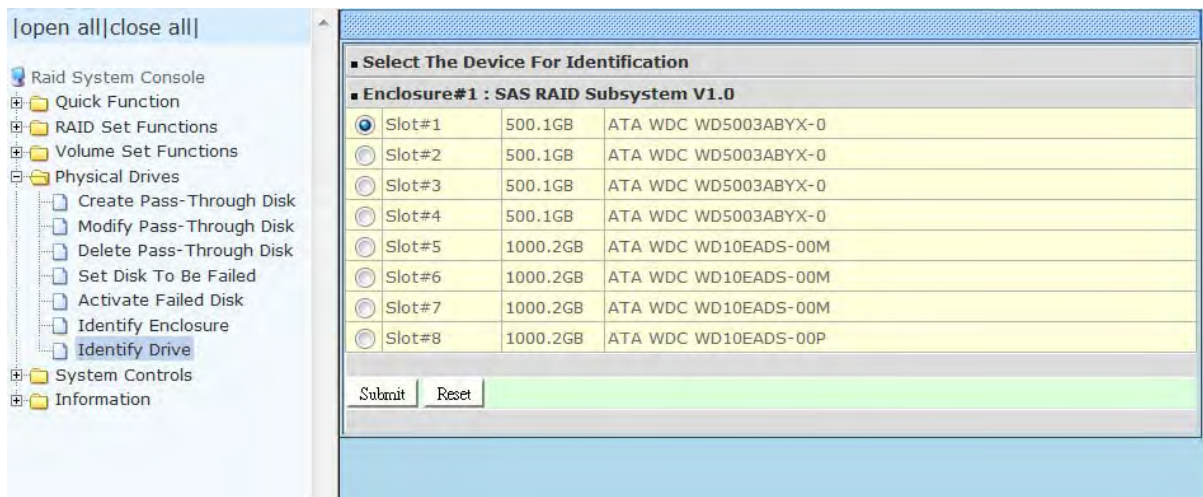 |open all|close all|
Raid System Console
Quick Function
RAID Set Functions
Volume Set Functions
Physical Drives
Create Pass-Through Disk
Modify Pass-Through Disk
Delete Pass-Through Disk
Set Disk To Be Failed
Activate Failed Disk
Identify Enclosure
Identify Drive
System Controls
Information
Select The Device For Identification
Enclosure#1 : SAS RAID Subsystem V1.0
Slot#1 500.1GB ATA WDC WD5003ABYX-0
Slot#2 500.1GB ATA WDC WD5003ABYX-0
Slot#3 500.1GB ATA WDC WD5003ABYX-0
Slot#4 500.1GB ATA WDC WD5003ABYX-0
Slot#5 1000.2GB ATA WDC WD10EADS-00M
Slot#6 1000.2GB ATA WDC WD10EADS-00M
Slot#7 1000.2GB ATA WDC WD10EADS-00M
Slot#8 1000.2GB ATA WDC WD10EADS-00P
Submit Reset